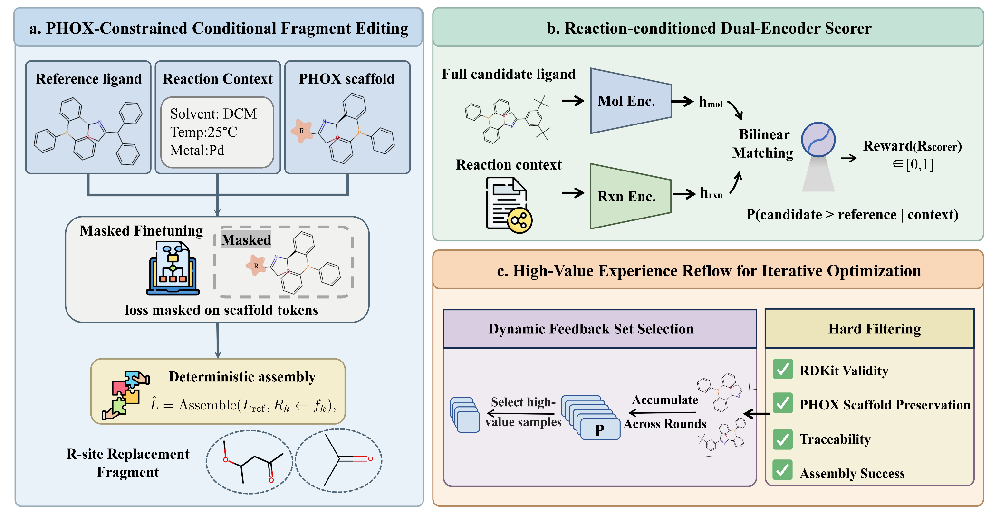 a. PHOX-Constrained Conditional Fragment Editing
Reference ligand
Reaction Context
PHOX scaffold
Solvent: DCM
Temp:25°C
Metal:Pd
N
P
O
R
N
O
P
Masked Finetuning
Masked
R
N
O
P
loss masked on scaffold tokens
Deterministic assembly
L̂ = Assemble(L_ref, R_k ← f_k),
R-site Replacement
Fragment
O
O
O
b. Reaction-conditioned Dual-Encoder Scorer
Full candidate ligand
Mol Enc.
h_mol
Reaction context
Rxn Enc.
h_rxn
Bilinear
Matching
Reward(R_scorer)
∈ [0,1]
P(candidate > reference | context)
c. High-Value Experience Reflow for Iterative Optimization
Dynamic Feedback Set Selection
Select high-
value samples
P
Accumulate
Across Rounds
Hard Filtering
RDKit Validity
PHOX Scaffold Preservation
Traceability
Assembly Success